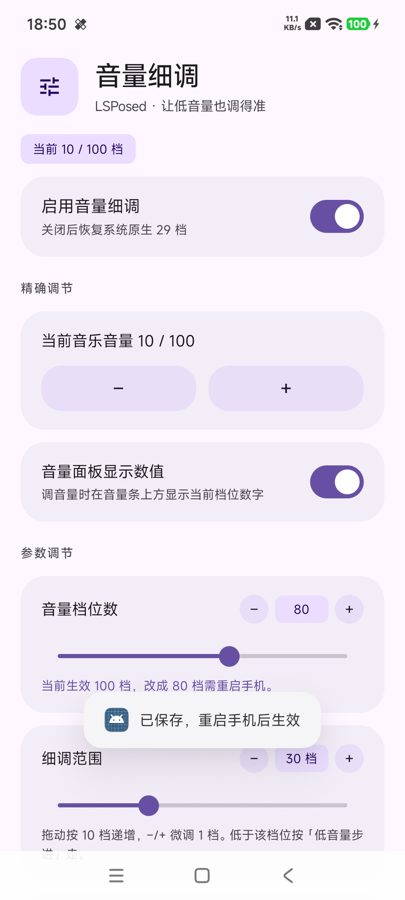 18:50
11.1
KB/s
100
音量细调
LSPosed · 让低音量也调得准
当前 10 / 100 档
启用音量细调
关闭后恢复系统原生 29 档
精确调节
当前音乐音量 10 / 100
− +
音量面板显示数值
调音量时在音量条上方显示当前档位数字
参数调节
音量档位数 − 80 +
当前生效 100 档，改成 80 档需重启手机。
已保存，重启手机后生效
细调范围 − 30 档 +
拖动按 10 档递增，−/+ 微调 1 档。低于该档位按「低音量步
进」走。